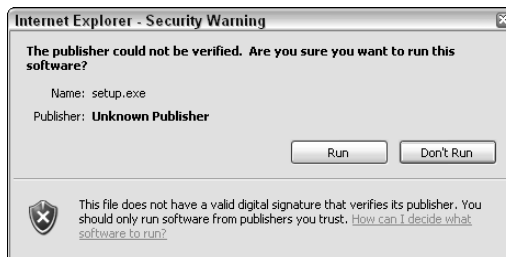 Internet Explorer - Security Warning
The publisher could not be verified. Are you sure you want to run this
software?
Name: setup.exe
Publisher: Unknown Publisher
Run Don't Run
This file does not have a valid digital signature that verifies its publisher. You
should only run software from publishers you trust. How can I decide what
software to run?